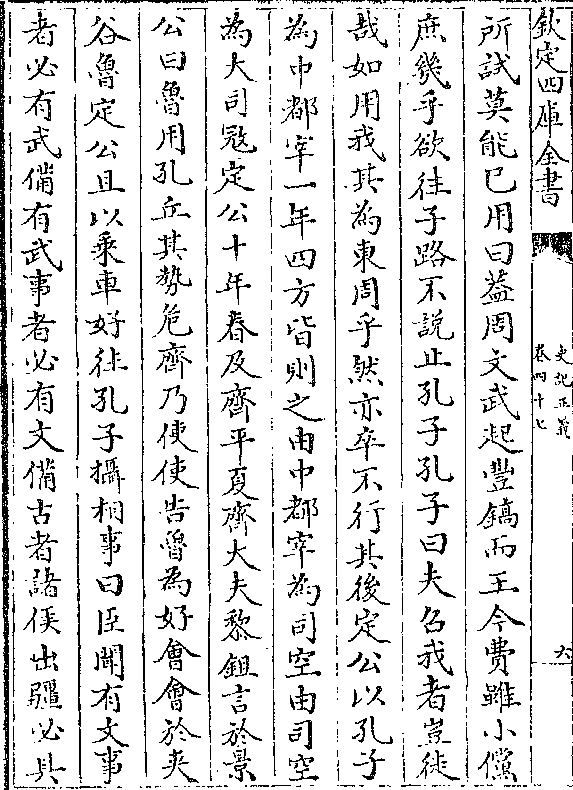 欽定四庫全書
史記正義
卷四十七
六
所試莫能已用曰葢周文武起豐鎬而王今費雖小儻
庶幾乎欲往子路不説止孔子孔子曰夫召我者豈徒
哉如用我其為東周乎然亦卒不行其後定公以孔子
為中都宰一年四方皆則之由中都宰為司空由司空
為大司冦定公十年春及齊平夏齊大夫黎鉏言於景
公曰魯用孔丘其勢危齊乃使使告魯為好會會於夾
谷魯定公且以乘車好往孔子攝相事曰臣聞有文事
者必有武備有武事者必有文備古者諸侯出疆必具